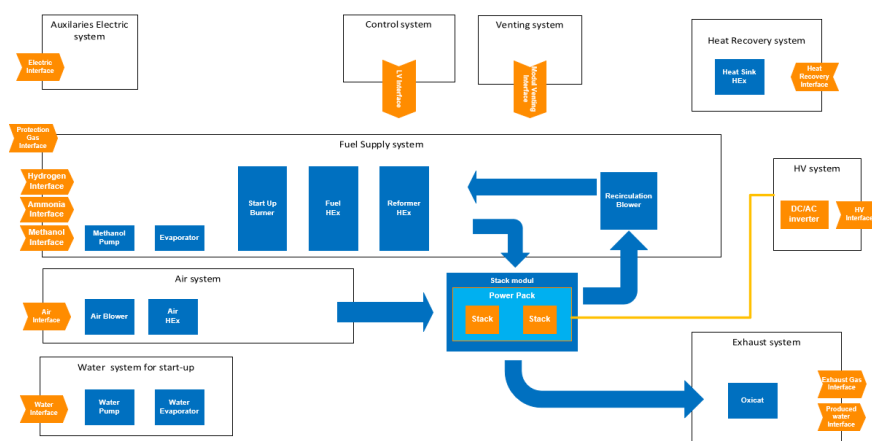 Auxilaries Electric
system
Electric
Interface
Control system
LV Interface
Venting system
Modul Venting
Interface
Heat Recovery system
Heat Sink
HEx
Heat
Recovery
Interface
Protection
Gas
Interface
Fuel Supply system
Hydrogen
Interface
Ammonia
Interface
Methanol
Interface
Methanol
Pump
Evaporator
Start Up
Burner
Fuel
HEx
Reformer
HEx
Recirculation
Blower
HV system
DC/AC
Inverter
HV
Interface
Air system
Air
Interface
Air Blower
Air
HEx
Stack modul
Power Pack
Stack
Stack
Water system for start-up
Water
Interface
Water
Pump
Water
Evaporator
Exhaust system
Oxicat
Exhaust Gas
Interface
Produced
water
Interface